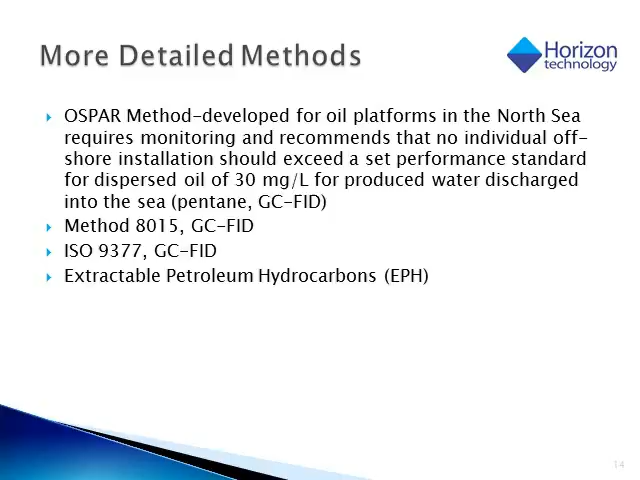 More Detailed Methods
Horizon
technology
OSPAR Method-developed for oil platforms in the North Sea
requires monitoring and recommends that no individual off-
shore installation should exceed a set performance standard
for dispersed oil of 30 mg/L for produced water discharged
into the sea (pentane, GC-FID)
Method 8015, GC-FID
ISO 9377, GC-FID
Extractable Petroleum Hydrocarbons (EPH)
14